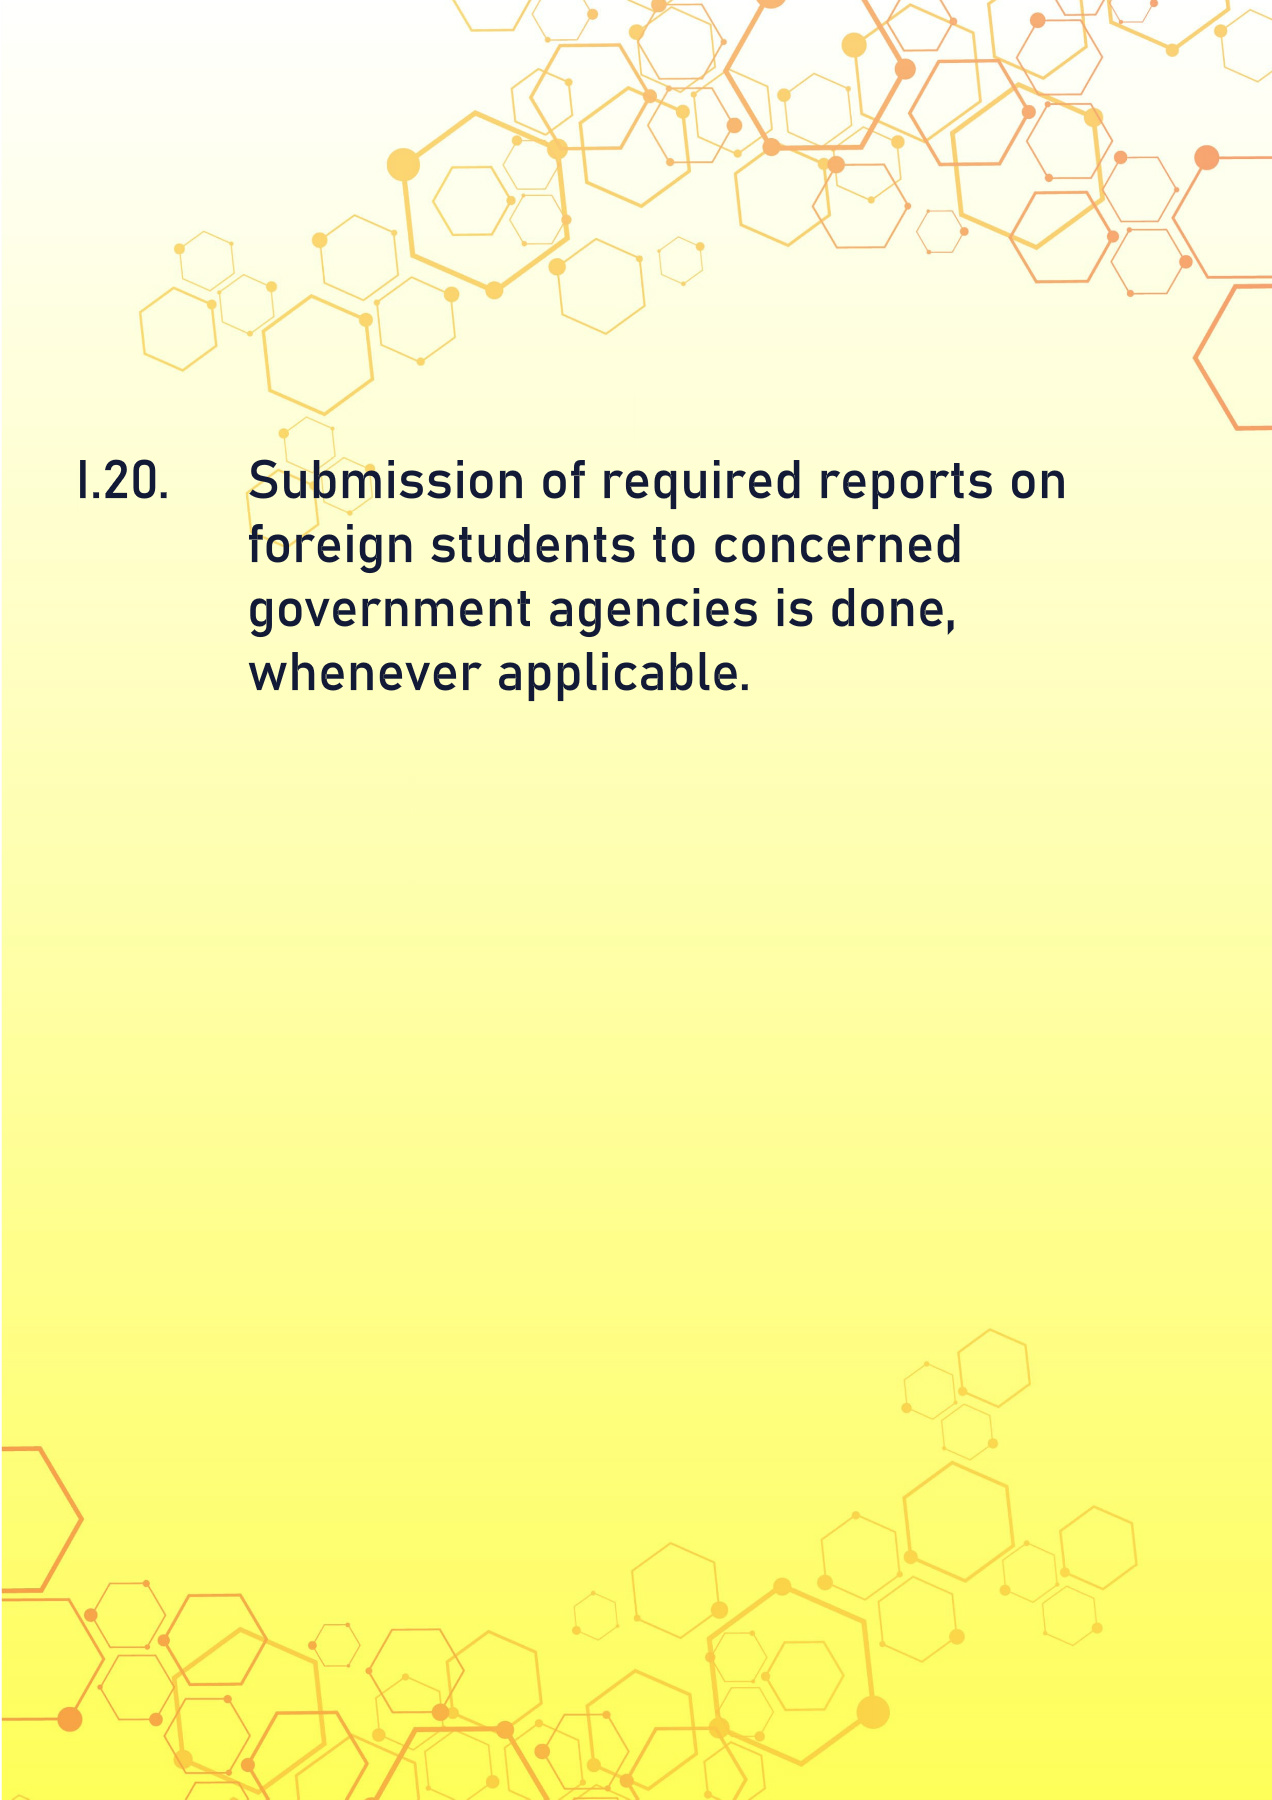 I.20. Submission of required reports on
foreign students to concerned
government agencies is done,
whenever applicable.